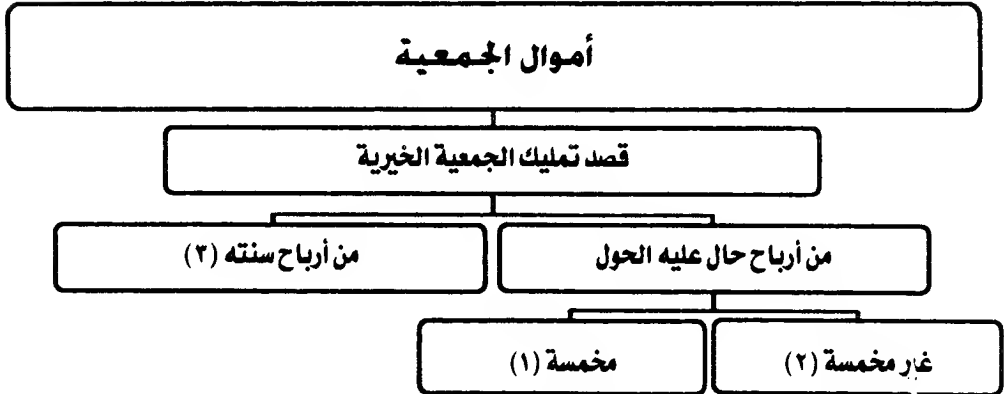 أموال الجمعية
قصد تمليك الجمعية الخيرية
من أرباح حال عليه الحول
من أرباح سنته (٣)
غير مخمسة (٢)
مخمسة (١)